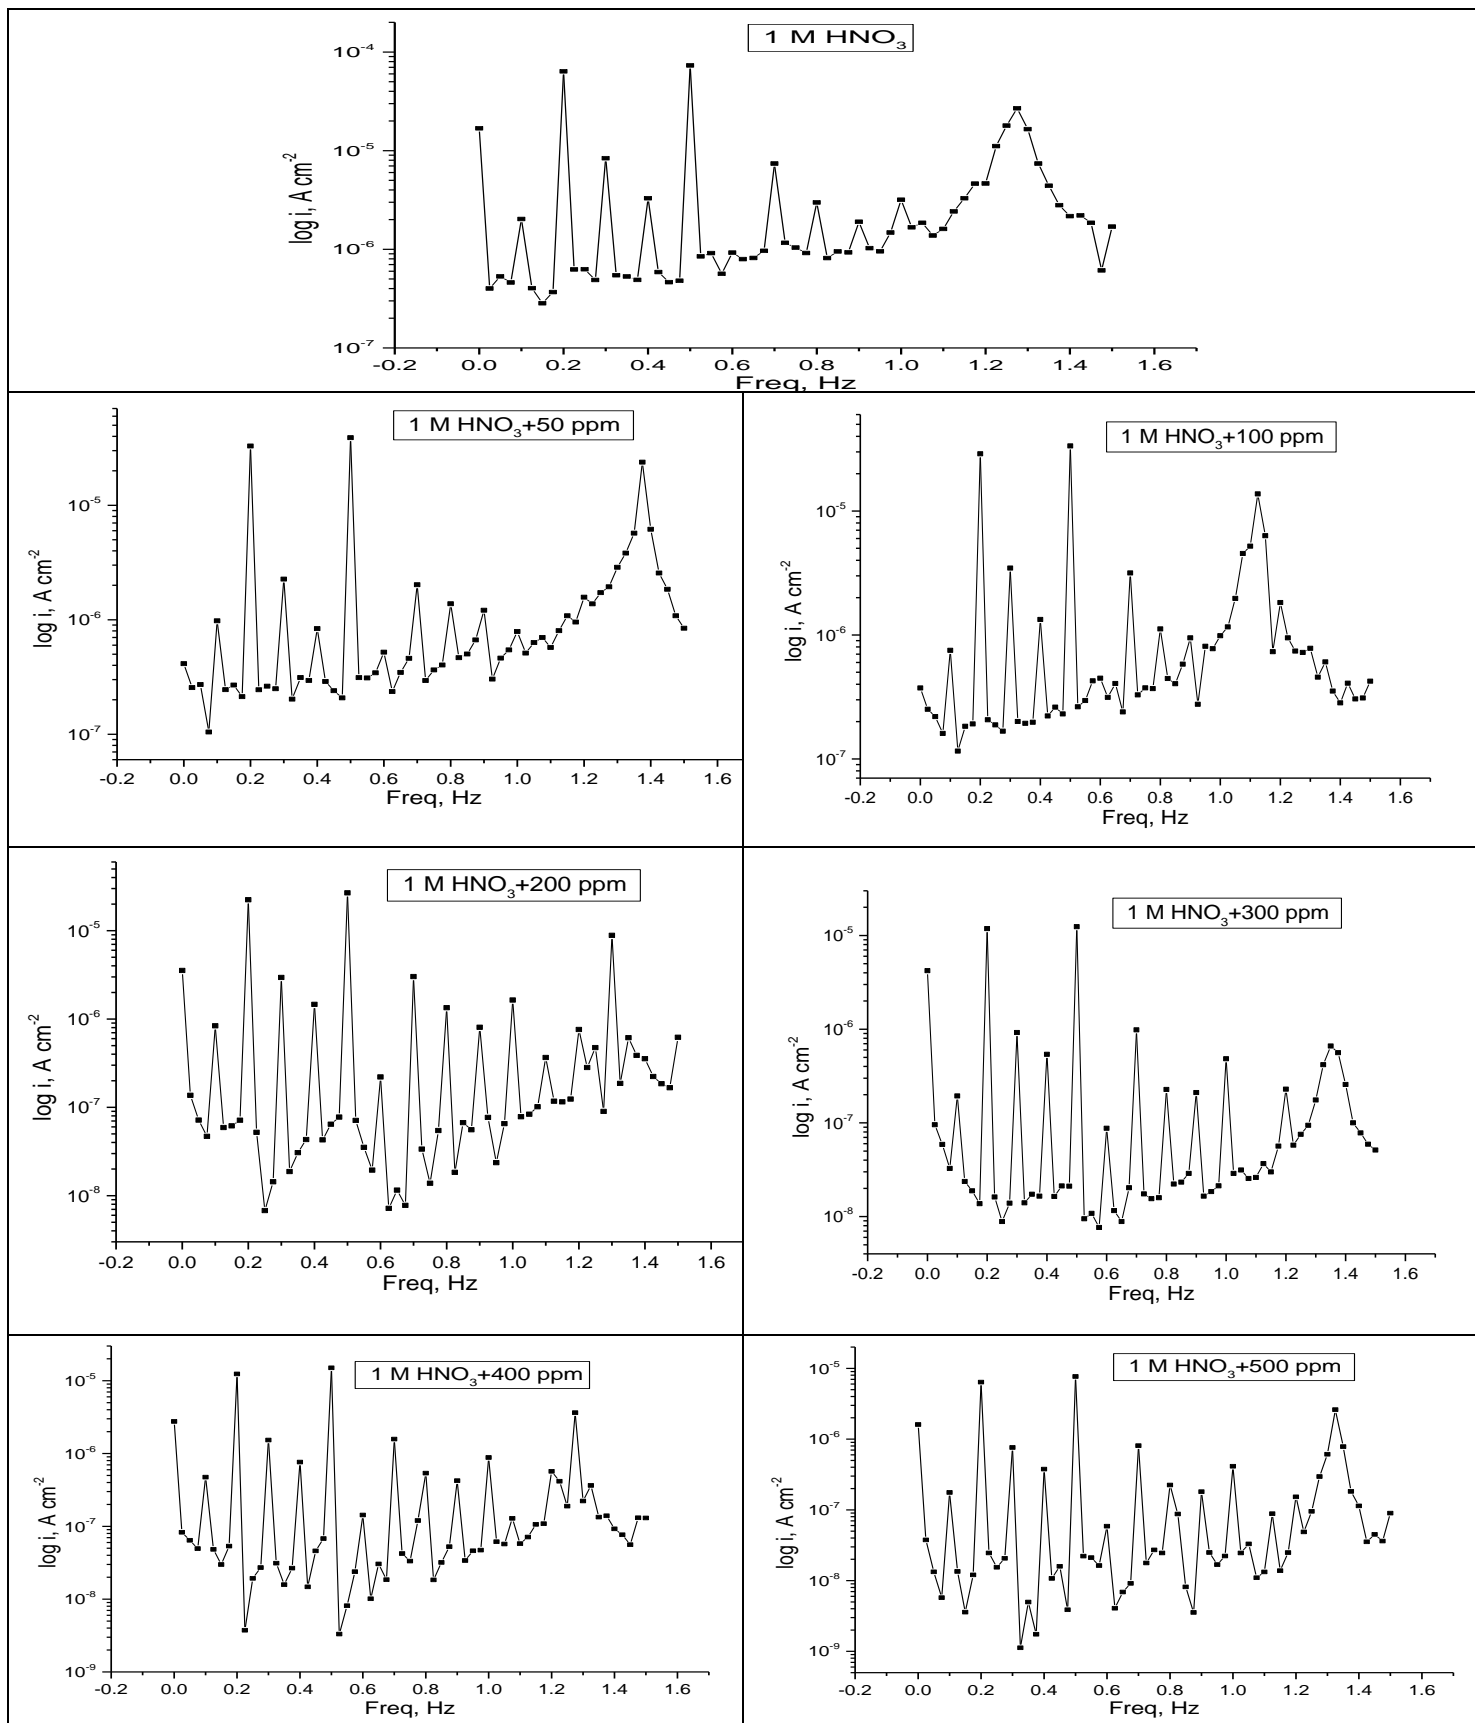 1 M HNO₃
10⁻⁴
10⁻⁵
10⁻⁶
10⁻⁷
log i, A cm⁻²
-0.2 0.0 0.2 0.4 0.6 0.8 1.0 1.2 1.4 1.6
Freq, Hz
1 M HNO₃+50 ppm
10⁻⁵
10⁻⁶
10⁻⁷
log i, A cm⁻²
-0.2 0.0 0.2 0.4 0.6 0.8 1.0 1.2 1.4 1.6
Freq, Hz
1 M HNO₃+100 ppm
10⁻⁵
10⁻⁶
10⁻⁷
log i, A cm⁻²
-0.2 0.0 0.2 0.4 0.6 0.8 1.0 1.2 1.4 1.6
Freq, Hz
1 M HNO₃+200 ppm
10⁻⁵
10⁻⁶
10⁻⁷
10⁻⁸
log i, A cm⁻²
-0.2 0.0 0.2 0.4 0.6 0.8 1.0 1.2 1.4 1.6
Freq, Hz
1 M HNO₃+300 ppm
10⁻⁵
10⁻⁶
10⁻⁷
10⁻⁸
log i, A cm⁻²
-0.2 0.0 0.2 0.4 0.6 0.8 1.0 1.2 1.4 1.6
Freq, Hz
1 M HNO₃+400 ppm
10⁻⁵
10⁻⁶
10⁻⁷
10⁻⁸
10⁻⁹
log i, A cm⁻²
-0.2 0.0 0.2 0.4 0.6 0.8 1.0 1.2 1.4 1.6
Freq, Hz
1 M HNO₃+500 ppm
10⁻⁵
10⁻⁶
10⁻⁷
10⁻⁸
10⁻⁹
log i, A cm⁻²
-0.2 0.0 0.2 0.4 0.6 0.8 1.0 1.2 1.4 1.6
Freq, Hz